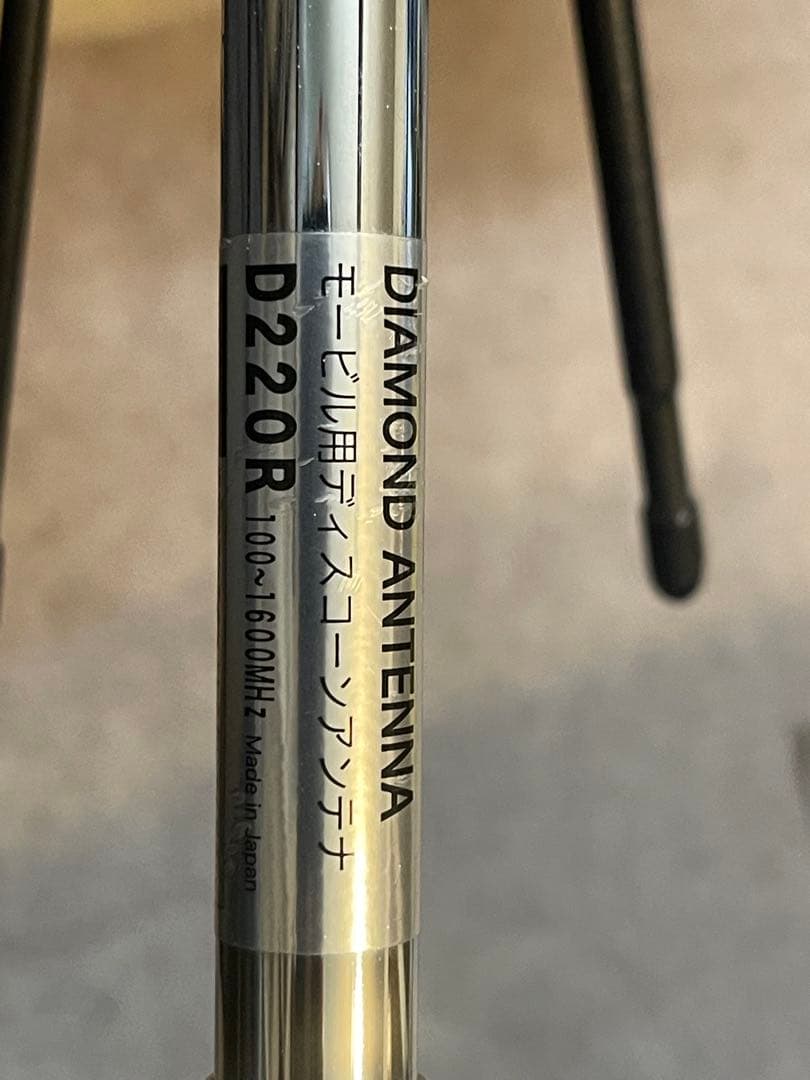 DIAMOND ANTENNA
モービル用ディスコーンアンテナ
D220R 100~1600MHz Made in Japan